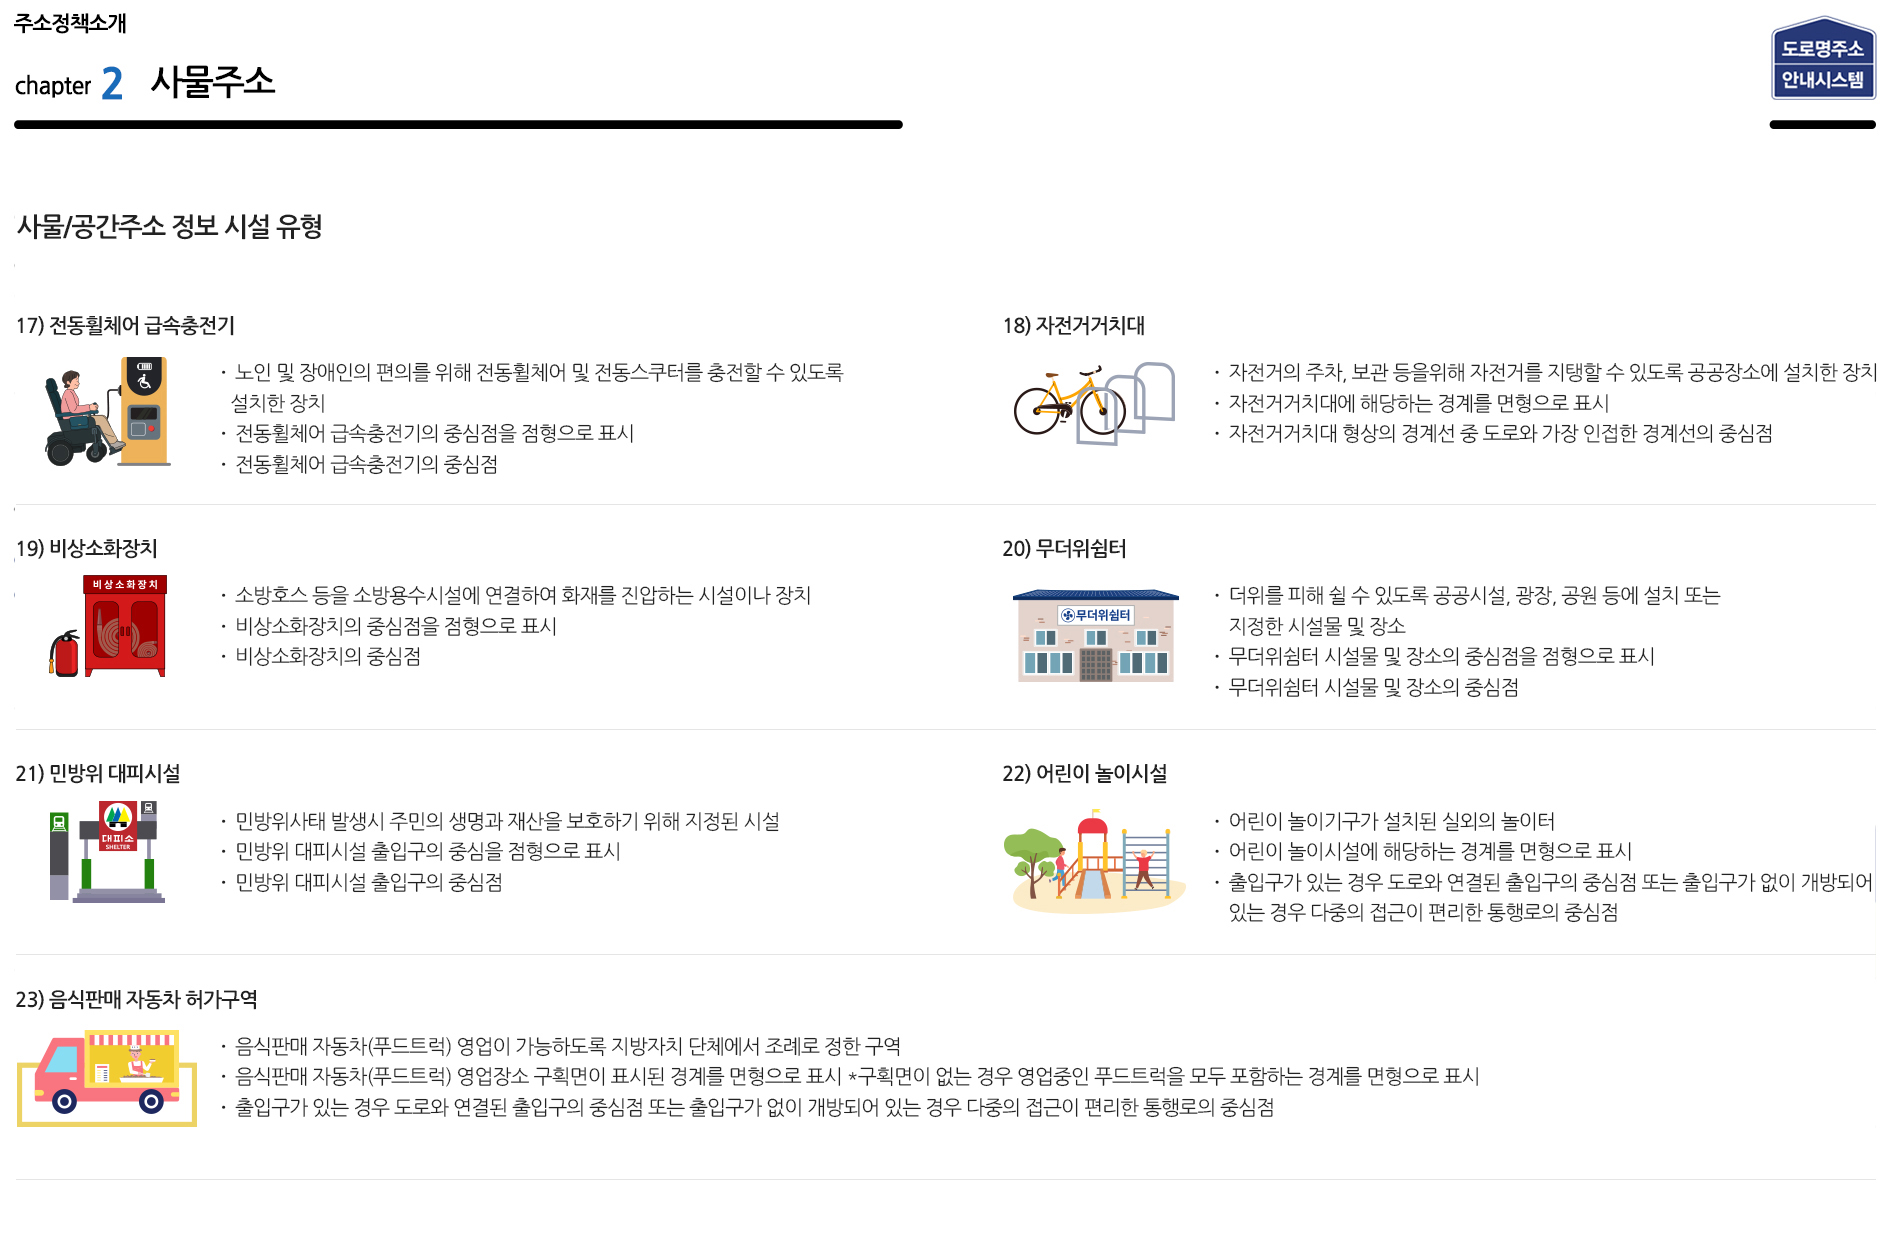 주소정책소개
chapter 2 사물주소
도로명주소
안내시스템
사물/공간주소 정보 시설 유형
17) 전동휠체어 급속충전기
· 노인 및 장애인의 편의를 위해 전동휠체어 및 전동스쿠터를 충전할 수 있도록
설치한 장치
· 전동휠체어 급속충전기의 중심점을 점형으로 표시
· 전동휠체어 급속충전기의 중심점
18) 자전거거치대
· 자전거의 주차, 보관 등을위해 자전거를 지탱할 수 있도록 공공장소에 설치한 장치
· 자전거거치대에 해당하는 경계를 면형으로 표시
· 자전거거치대 형상의 경계선 중 도로와 가장 인접한 경계선의 중심점
19) 비상소화장치
비상소화장치
· 소방호스 등을 소방용수시설에 연결하여 화재를 진압하는 시설이나 장치
· 비상소화장치의 중심점을 점형으로 표시
· 비상소화장치의 중심점
20) 무더위쉼터
무더위쉼터
· 더위를 피해 쉴 수 있도록 공공시설, 광장, 공원 등에 설치 또는
지정한 시설물 및 장소
· 무더위쉼터 시설물 및 장소의 중심점을 점형으로 표시
· 무더위쉼터 시설물 및 장소의 중심점
21) 민방위 대피시설
대피소
SHELTER
· 민방위사태 발생시 주민의 생명과 재산을 보호하기 위해 지정된 시설
· 민방위 대피시설 출입구의 중심을 점형으로 표시
· 민방위 대피시설 출입구의 중심점
22) 어린이 놀이시설
· 어린이 놀이기구가 설치된 실외의 놀이터
· 어린이 놀이시설에 해당하는 경계를 면형으로 표시
· 출입구가 있는 경우 도로와 연결된 출입구의 중심점 또는 출입구가 없이 개방되어
있는 경우 다중의 접근이 편리한 통행로의 중심점
23) 음식판매 자동차 허가구역
· 음식판매 자동차(푸드트럭) 영업이 가능하도록 지방자치 단체에서 조례로 정한 구역
· 음식판매 자동차(푸드트럭) 영업장소 구획면이 표시된 경계를 면형으로 표시 *구획면이 없는 경우 영업중인 푸드트럭을 모두 포함하는 경계를 면형으로 표시
· 출입구가 있는 경우 도로와 연결된 출입구의 중심점 또는 출입구가 없이 개방되어 있는 경우 다중의 접근이 편리한 통행로의 중심점